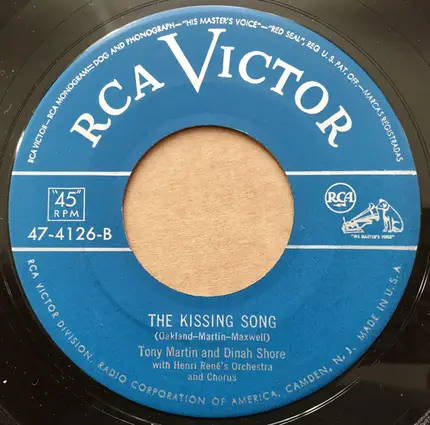 RCA VICTOR-RCA MONOGRAM=DOG AND PHONOGRAPH-"HIS MASTER'S VOICE"-"RED SEAL", REG. U.S. PAT. OFF.-MARCAS REGISTRADAS
RCA VICTOR
"45"
RPM
47-4126-B
RCA
"HIS MASTER'S VOICE"
THE KISSING SONG
(Oakland-Martin-Maxwell)
Tony Martin and Dinah Shore
with Henri René's Orchestra
and Chorus
RCA VICTOR DIVISION, RADIO CORPORATION OF AMERICA, CAMDEN, N. J. MADE IN U.S.A.